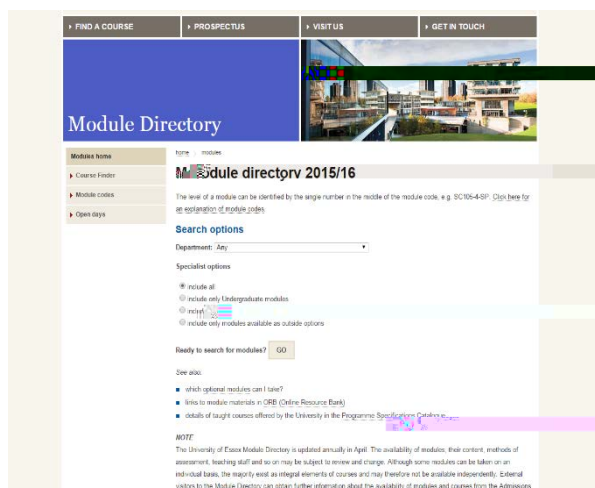 FIND A COURSE
PROSPECTUS
VISIT US
GET IN TOUCH
Module Directory
Modules home
Course Finder
Module codes
Open days
home modules
Module directory 2015/16
The level of a module can be identified by the single number in the middle of the module code, e.g. SC105-4-SP. Click here for
an explanation of module codes.
Search options
Department: Any
Specialist options
include all
include only Undergraduate modules
include only modules available as outside options
Ready to search for modules? GO
See also:
which optional modules can I take?
links to module materials in ORB (Online Resource Bank)
details of taught courses offered by the University in the Programme Specifications Catalogue
NOTE
The University of Essex Module Directory is updated annually in April. The availability of modules, their content, methods of
assessment, teaching staff and so on may be subject to review and change. Although some modules can be taken on an
individual basis, the majority exist as integral elements of courses and may therefore not be available independently. External
visitors to the Module Directory can obtain further information about the availability of modules and courses from the Admissions